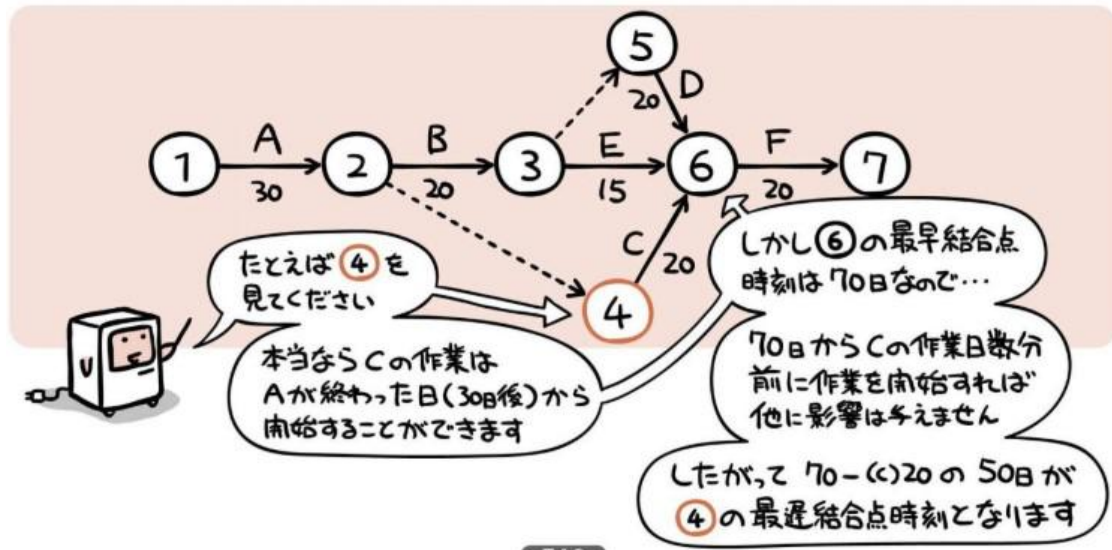 5
D
20
A
B
E
F
1
2
3
6
7
30
20
15
20
C
20
4
たとえば④を
見てください
本当ならCの作業は
Aが終わった日(30日後)から
開始することができます
しかし⑥の最早結合点
時刻は70日なので…
70日からCの作業日数分
前に作業を開始すれば
他に影響は与えません
したがって 70-(C)20の 50日が
④の最遅結合点時刻となります